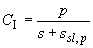 C_I = p / (s + s_{sl,p})